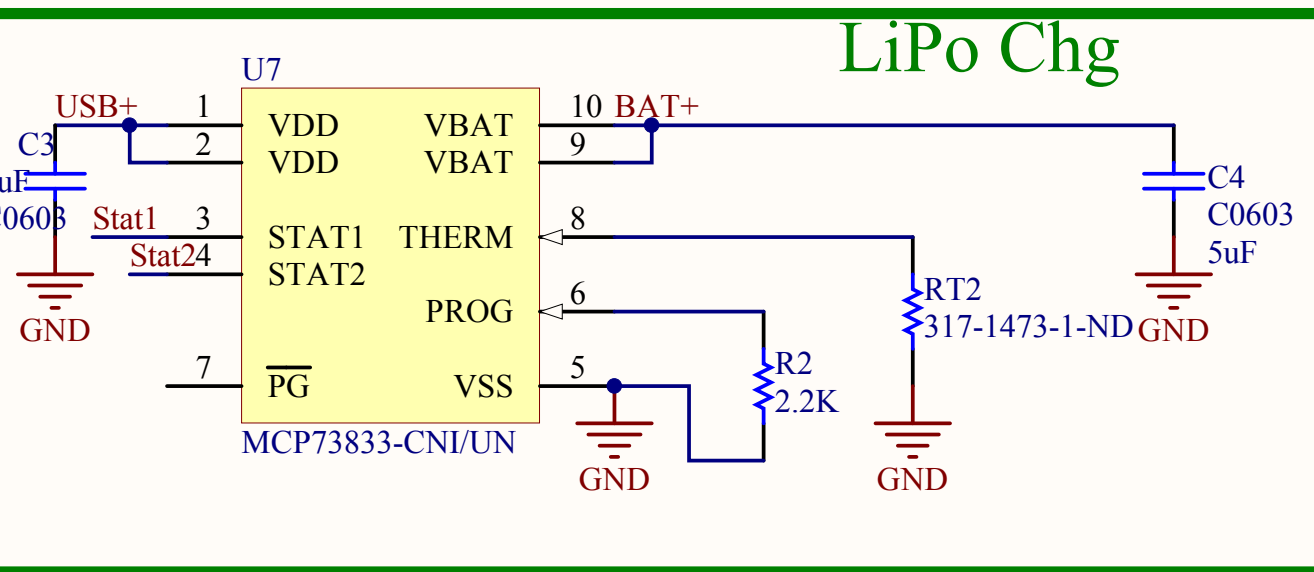 LiPo Chg
U7
USB+
1
VDD
VBAT
10
BAT+
C3
2
VDD
VBAT
9
uF
C0603
Stat1
3
STAT1
THERM
8
Stat2
4
STAT2
PROG
6
7
PG
VSS
5
MCP73833-CNI/UN
GND
GND
R2
2.2K
RT2
317-1473-1-ND
GND
C4
C0603
5uF
GND